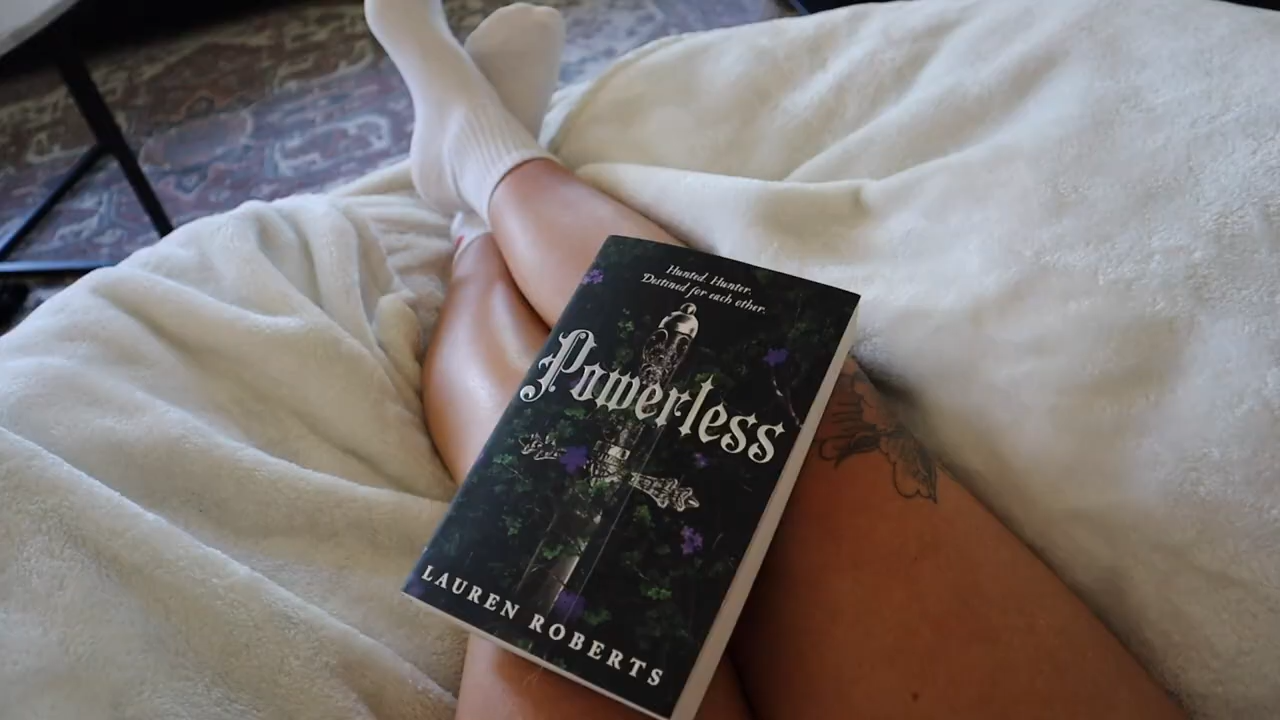 Hunted. Hunter.
Destined for each other.
Powerless
LAUREN ROBERTS